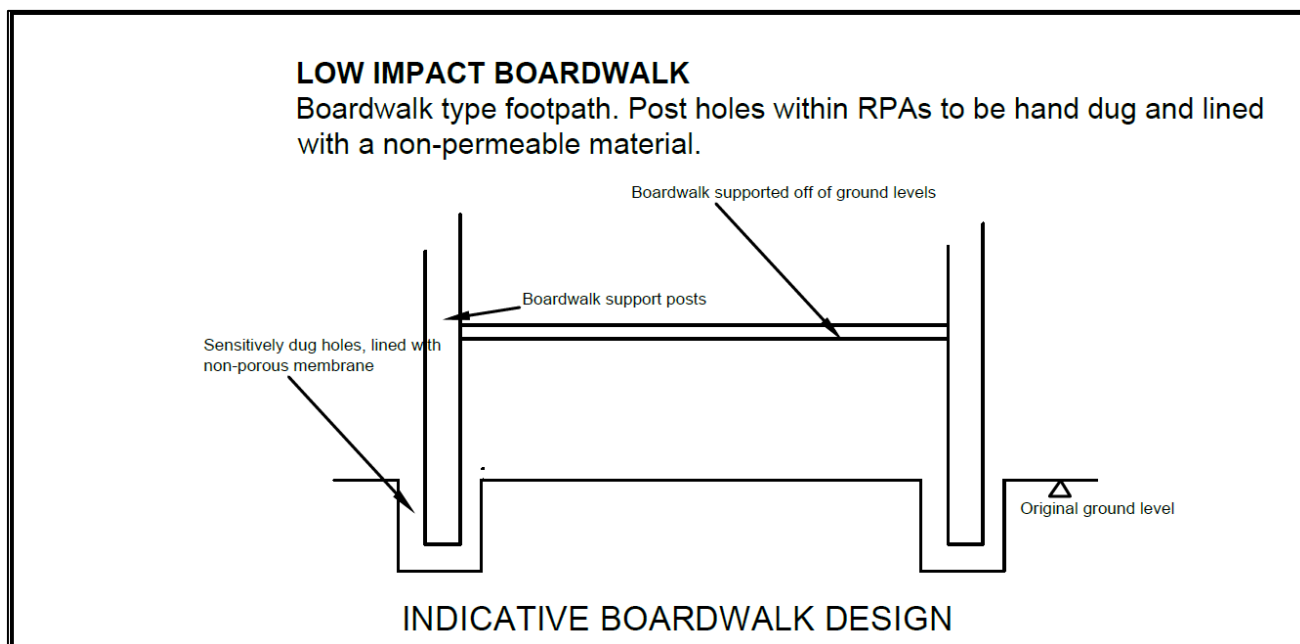 LOW IMPACT BOARDWALK
Boardwalk type footpath. Post holes within RPAs to be hand dug and lined
with a non-permeable material.
Boardwalk supported off of ground levels
Boardwalk support posts
Sensitively dug holes, lined with
non-porous membrane
Original ground level
INDICATIVE BOARDWALK DESIGN